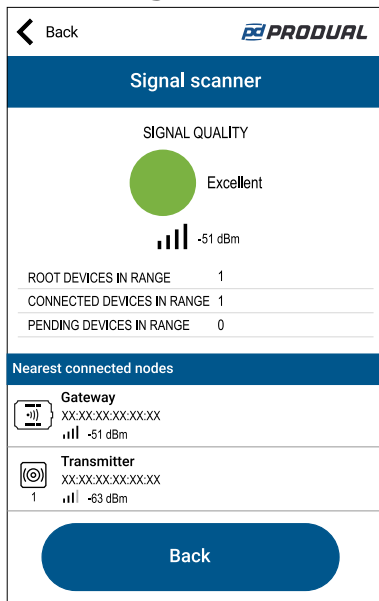 Back
pd PRODUAL
Signal scanner
SIGNAL QUALITY
Excellent
-51 dBm
ROOT DEVICES IN RANGE 1
CONNECTED DEVICES IN RANGE 1
PENDING DEVICES IN RANGE 0
Nearest connected nodes
Gateway
XX:XX:XX:XX:XX:XX
-51 dBm
Transmitter
XX:XX:XX:XX:XX:XX
1 -63 dBm
Back